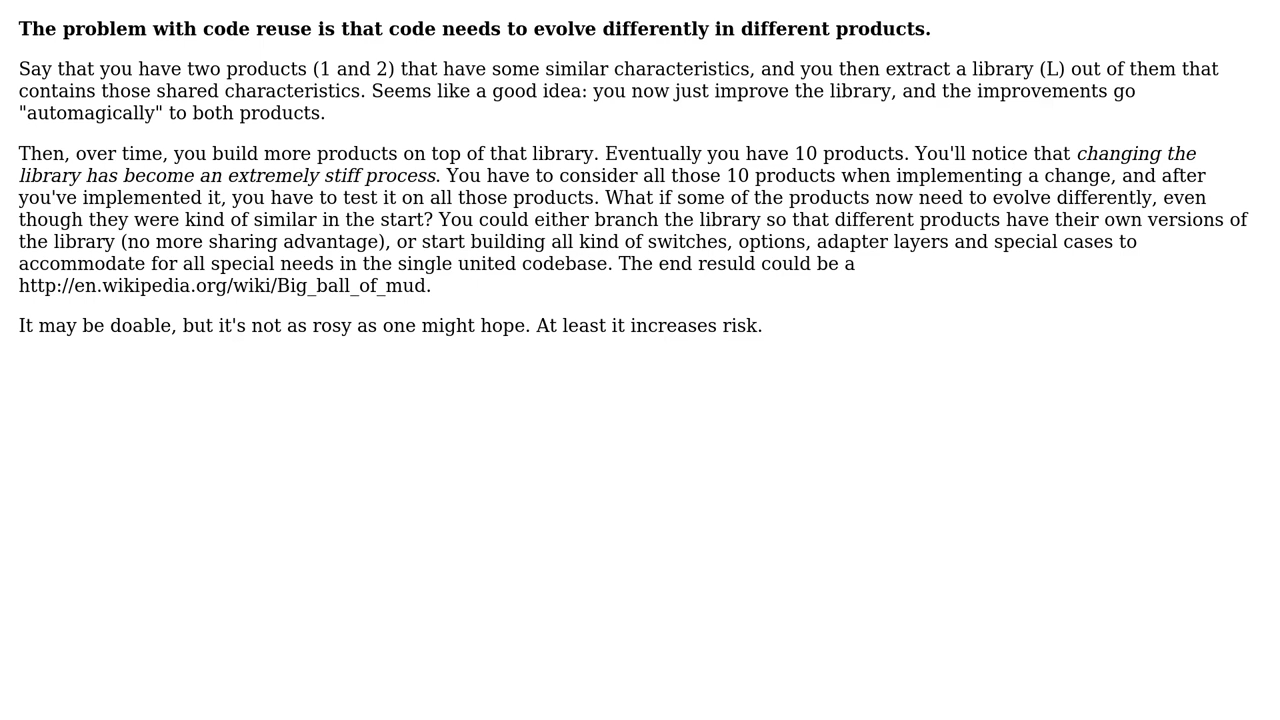 The problem with code reuse is that code needs to evolve differently in different products.
Say that you have two products (1 and 2) that have some similar characteristics, and you then extract a library (L) out of them that
contains those shared characteristics. Seems like a good idea: you now just improve the library, and the improvements go
"automagically" to both products.
Then, over time, you build more products on top of that library. Eventually you have 10 products. You'll notice that changing the
library has become an extremely stiff process. You have to consider all those 10 products when implementing a change, and after
you've implemented it, you have to test it on all those products. What if some of the products now need to evolve differently, even
though they were kind of similar in the start? You could either branch the library so that different products have their own versions of
the library (no more sharing advantage), or start building all kind of switches, options, adapter layers and special cases to
accommodate for all special needs in the single united codebase. The end resuld could be a
http://en.wikipedia.org/wiki/Big_ball_of_mud.
It may be doable, but it's not as rosy as one might hope. At least it increases risk.